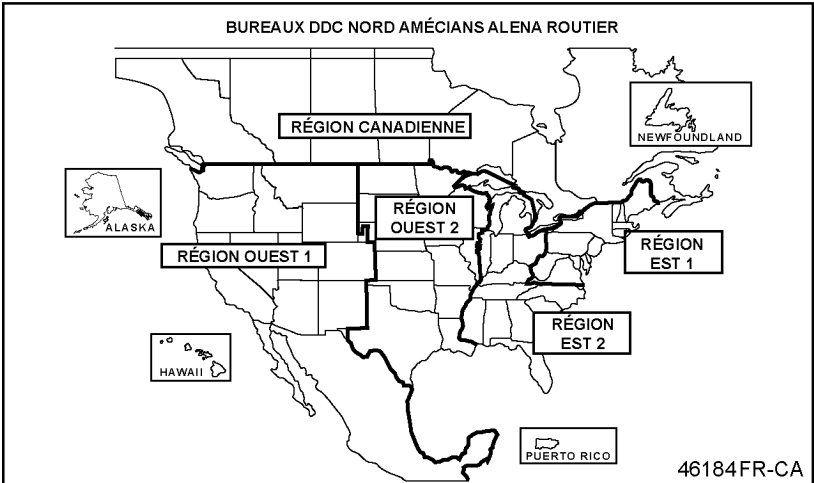 BUREAUX DDC NORD AMÉCIANS ALENA ROUTIER
RÉGION CANADIENNE
NEWFOUNDLAND
ALASKA
RÉGION
OUEST 2
RÉGION OUEST 1
RÉGION
EST 1
RÉGION
EST 2
HAWAII
PUERTO RICO
46184FR-CA